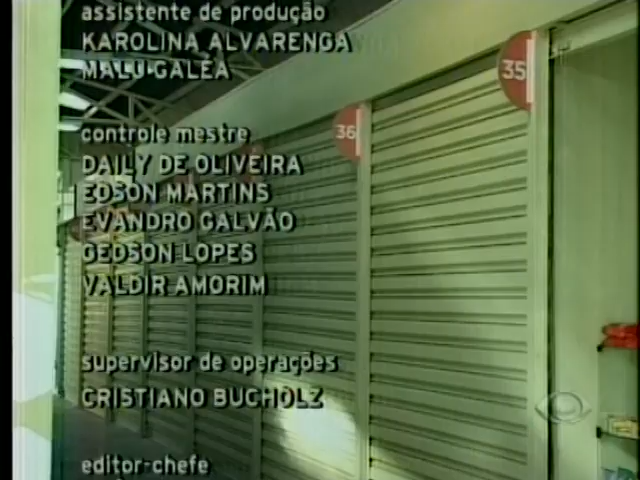 assistente de produção
KAROLINA ALVARENGA
MALU GALÊA
controle mestre
DAILY DE OLIVEIRA
EDSON MARTINS
EVANDRO GALVÃO
GEDSON LOPES
VALDIR AMORIM
supervisor de operações
CRISTIANO BUCHOLZ
editor-chefe
36
35